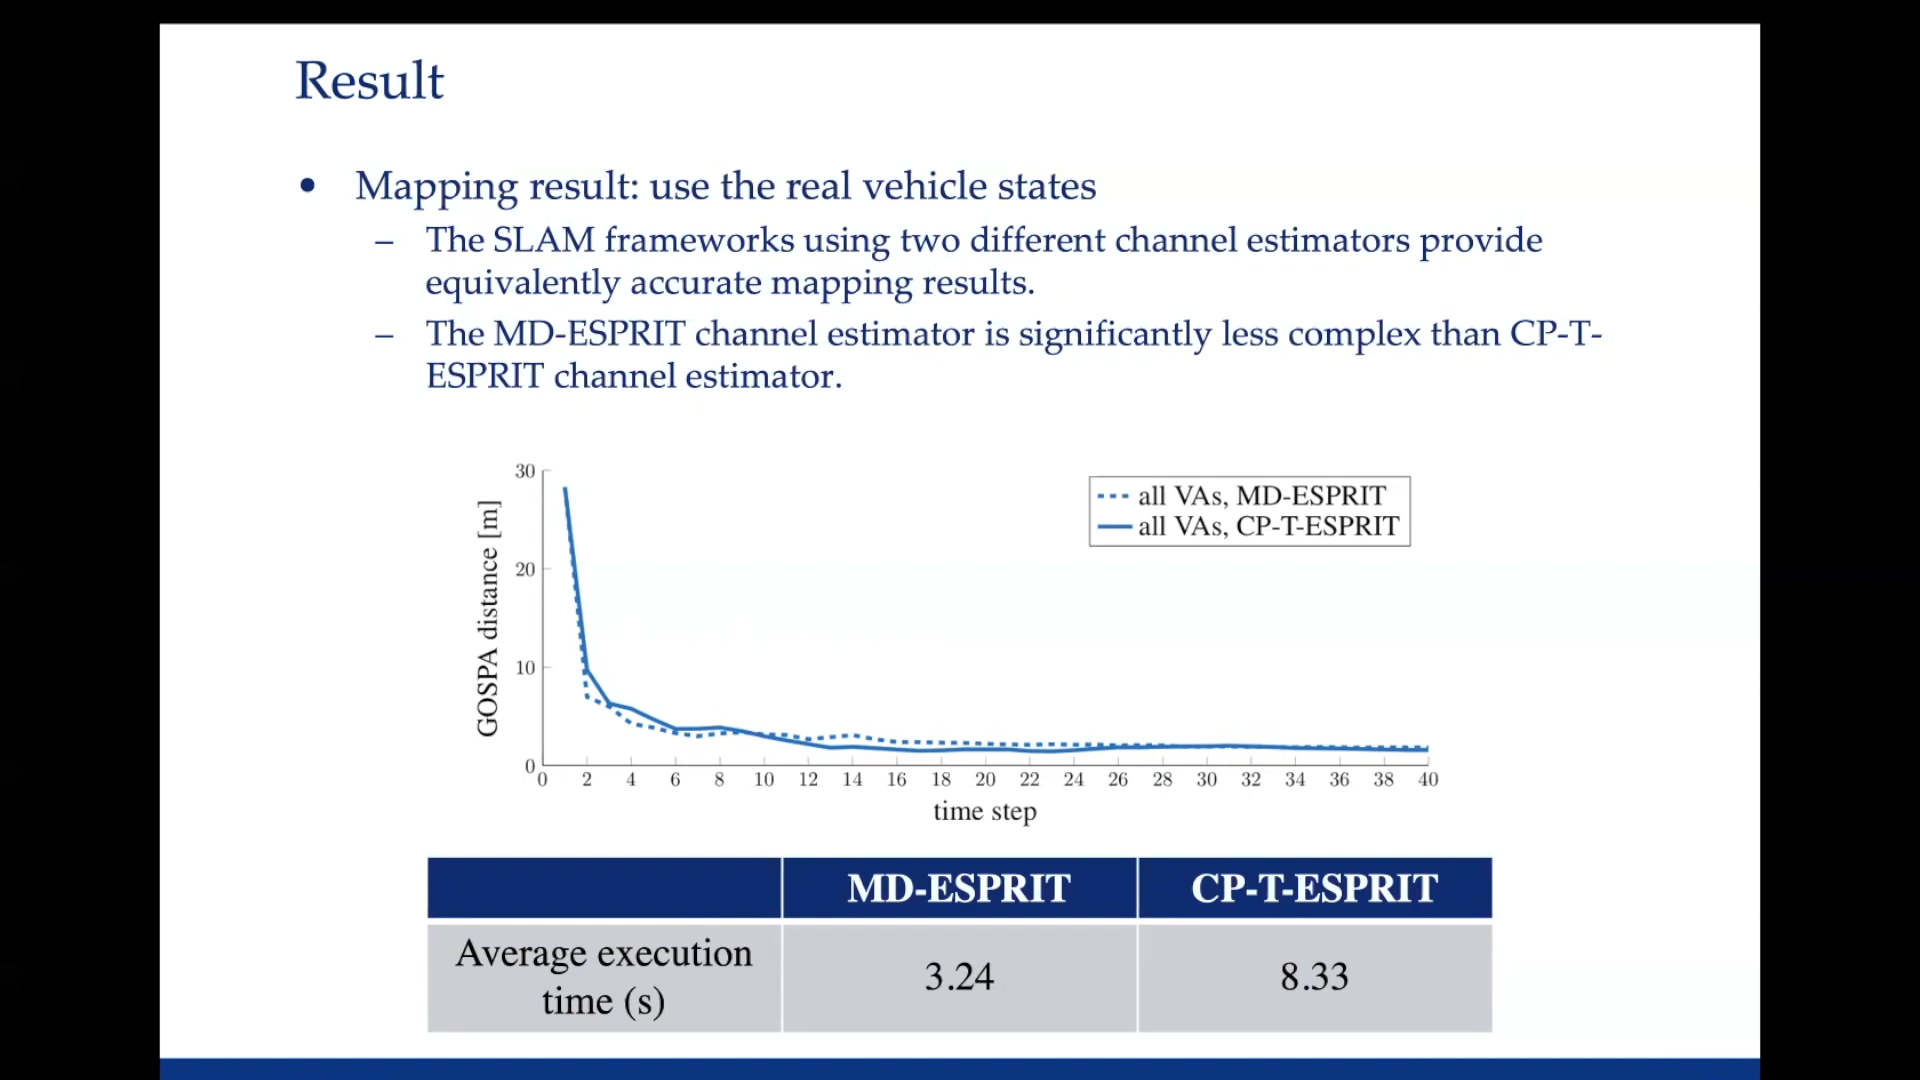 Result
• Mapping result: use the real vehicle states
– The SLAM frameworks using two different channel estimators provide
equivalently accurate mapping results.
– The MD-ESPRIT channel estimator is significantly less complex than CP-T-
ESPRIT channel estimator.
30
20
10
0
GOSPA distance [m]
all VAs, MD-ESPRIT
all VAs, CP-T-ESPRIT
0 2 4 6 8 10 12 14 16 18 20 22 24 26 28 30 32 34 36 38 40
time step
MD-ESPRIT CP-T-ESPRIT
Average execution
time (s)
3.24 8.33